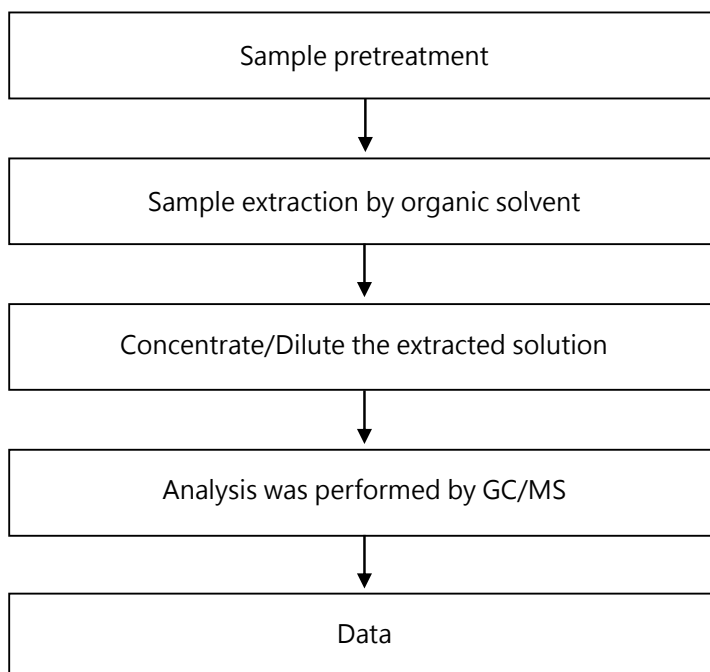 Sample pretreatment
Sample extraction by organic solvent
Concentrate/Dilute the extracted solution
Analysis was performed by GC/MS
Data